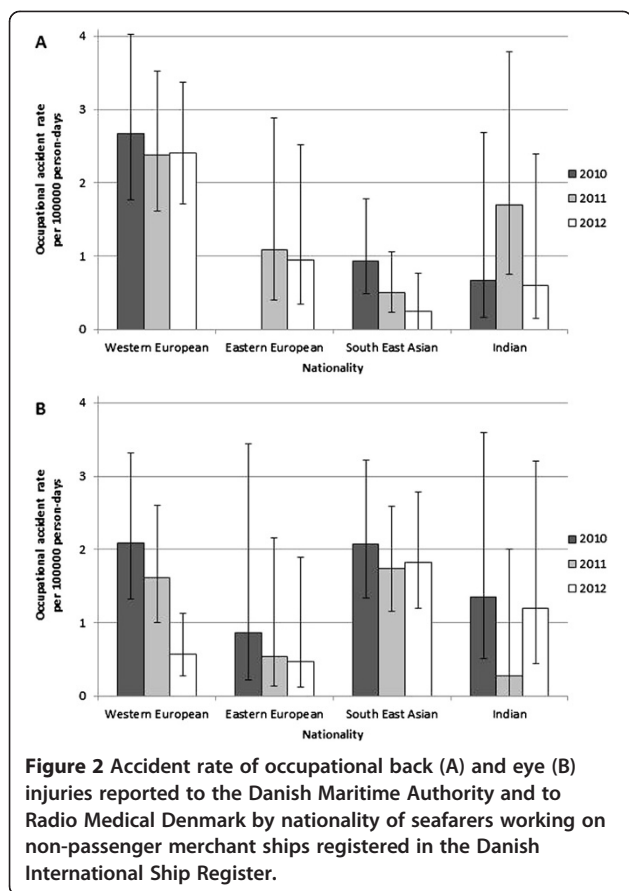 A
4
3
2
1
0
Occupational accident rate
per 100000 person-days
2010
2011
2012
Western European Eastern European South East Asian Indian
Nationality
B
4
3
2
1
0
Occupational accident rate
per 100000 person-days
2010
2011
2012
Western European Eastern European South East Asian Indian
Nationality
Figure 2 Accident rate of occupational back (A) and eye (B)
injuries reported to the Danish Maritime Authority and to
Radio Medical Denmark by nationality of seafarers working on
non-passenger merchant ships registered in the Danish
International Ship Register.